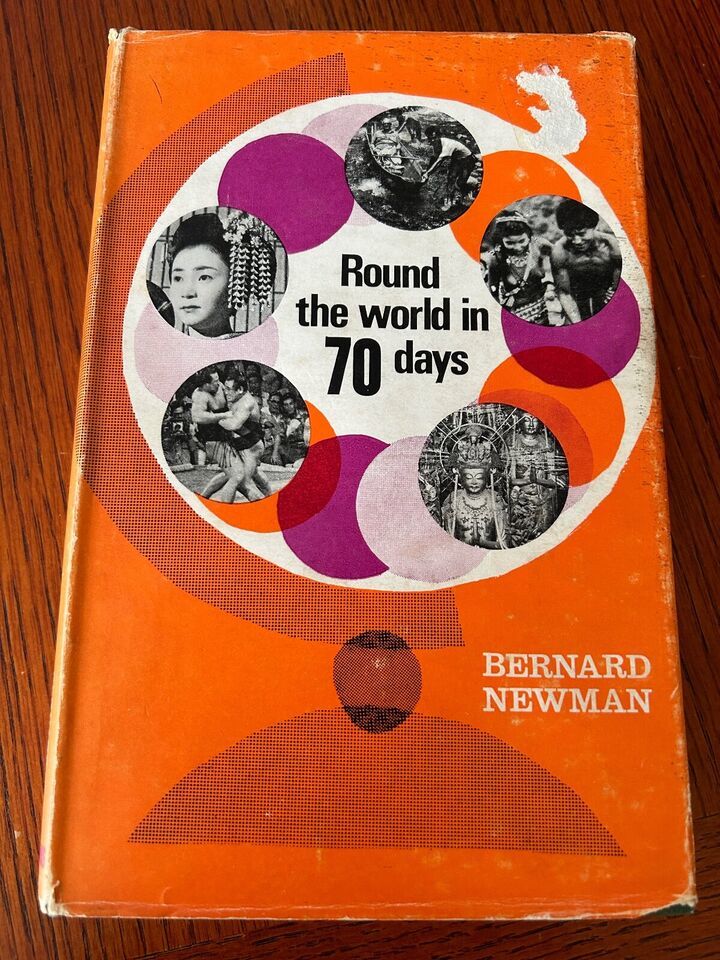 Round
the world in
70 days
BERNARD
NEWMAN